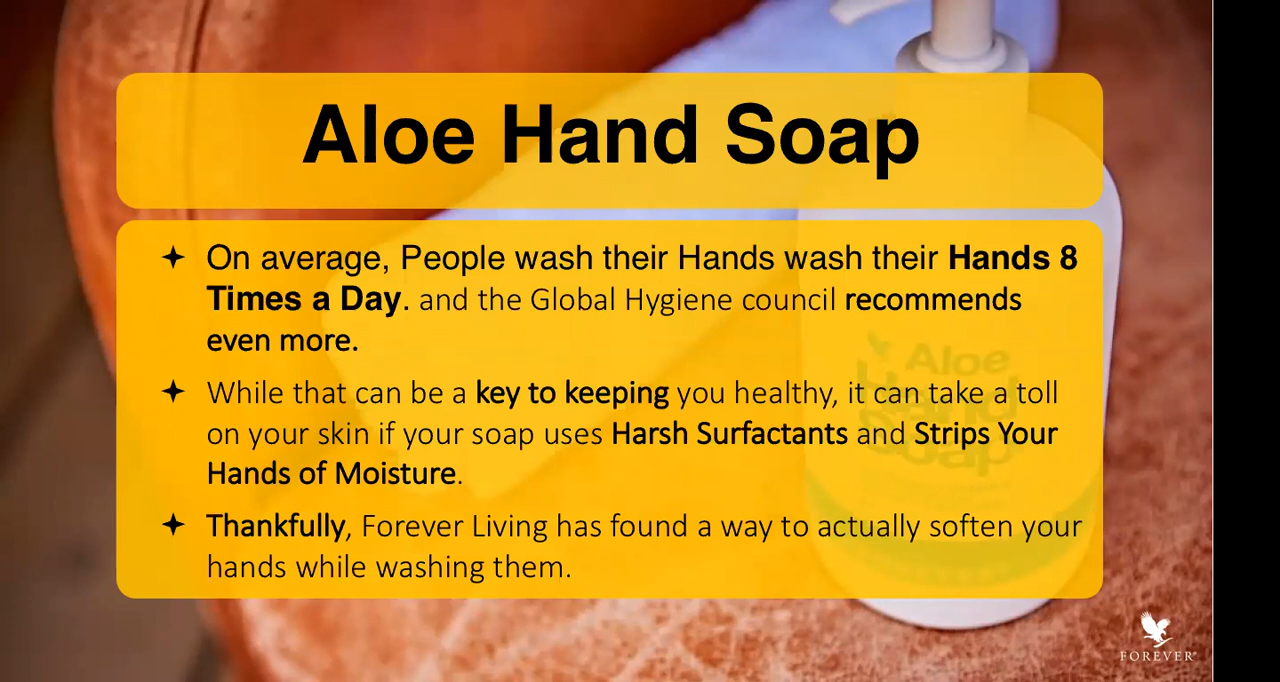 Aloe Hand Soap
On average, People wash their Hands wash their Hands 8
Times a Day. and the Global Hygiene council recommends
even more.
While that can be a key to keeping you healthy, it can take a toll
on your skin if your soap uses Harsh Surfactants and Strips Your
Hands of Moisture.
Thankfully, Forever Living has found a way to actually soften your
hands while washing them.
Aloe
Hand
Soap
FOREVER